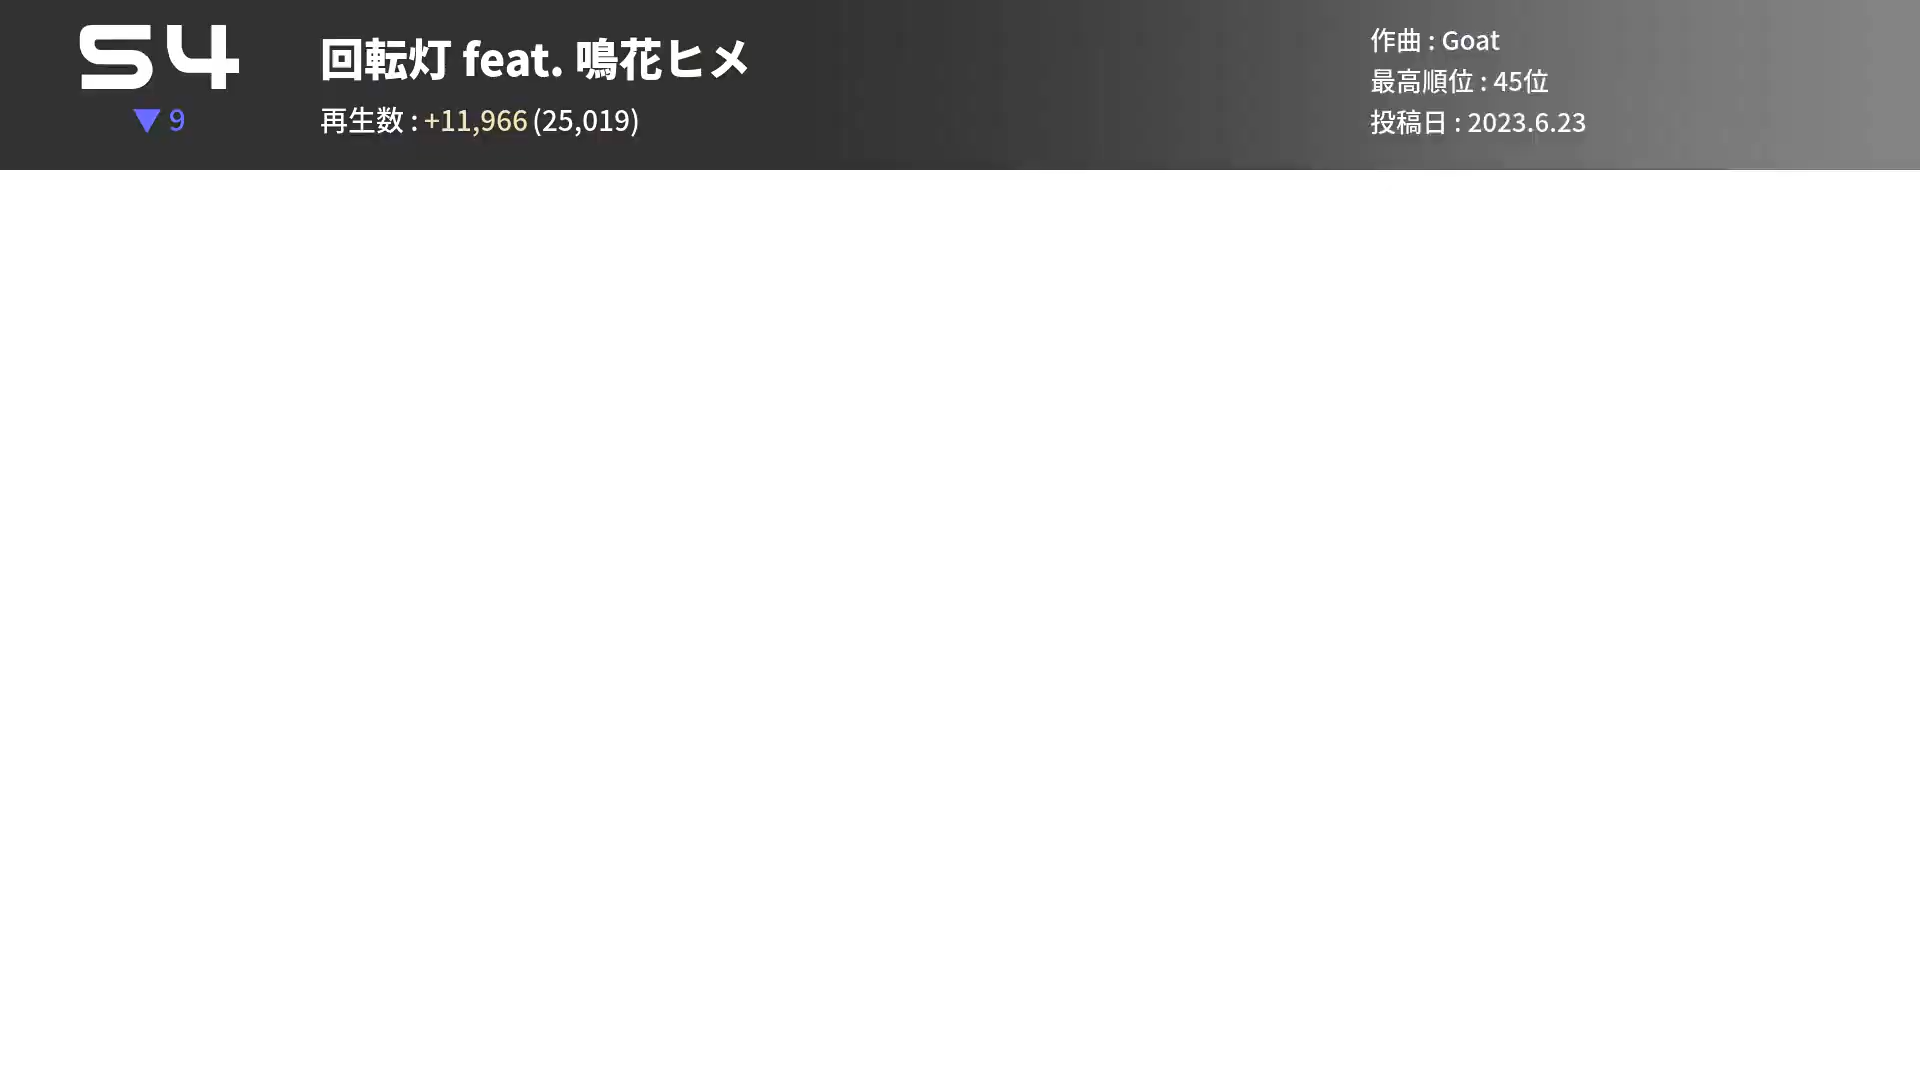 54
▼ 9
回転灯 feat. 鳴花ヒメ
再生数 : +11,966 (25,019)
作曲 : Goat
最高順位 : 45位
投稿日 : 2023.6.23